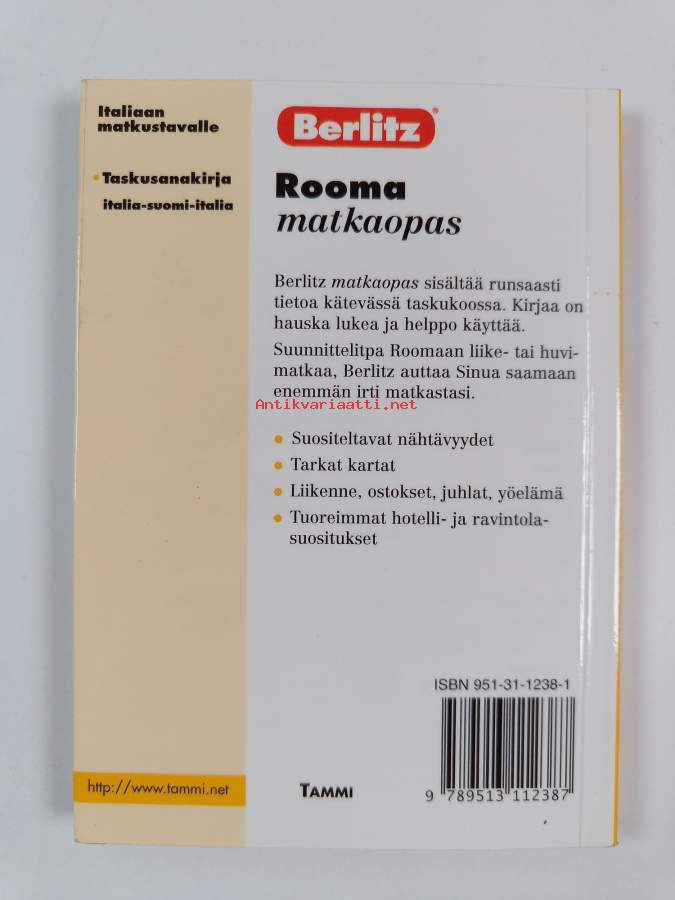 Italiaan
matkustavalle
• Taskusanakirja
italia-suomi-italia
Berlitz®
Rooma
matkaopas
Berlitz matkaopas sisältää runsaasti
tietoa kätevässä taskukoossa. Kirjaa on
hauska lukea ja helppo käyttää.
Suunnittelitpa Roomaan liike- tai huvi-
matkaa, Berlitz auttaa Sinua saamaan
enemmän irti matkastasi.
Antikvariaatti.net
• Suositeltavat nähtävyydet
• Tarkat kartat
• Liikenne, ostokset, juhlat, yöelämä
• Tuoreimmat hotelli- ja ravintola-
suositukset
ISBN 951-31-1238-1
9 789513 112387
http://www.tammi.net
TAMMI